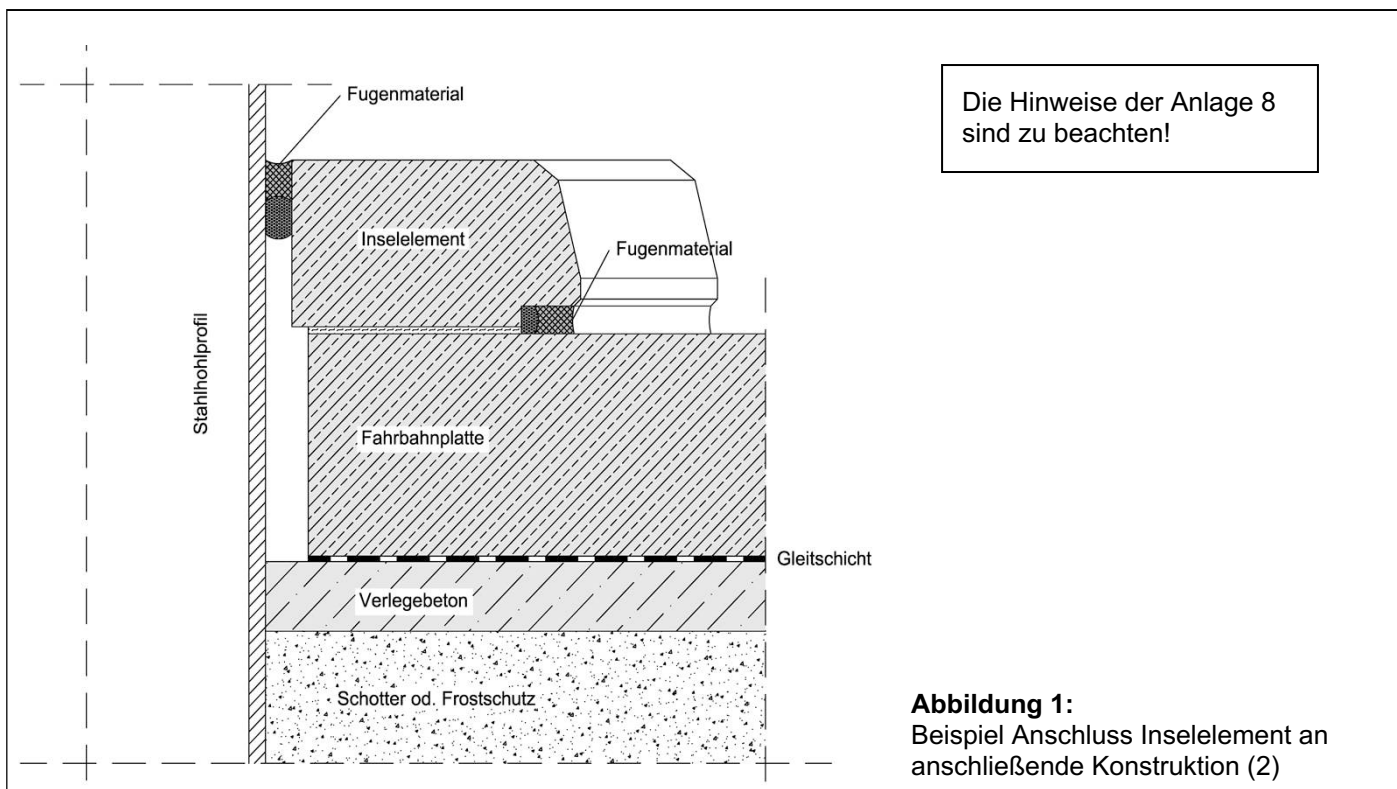 Fugenmaterial
Die Hinweise der Anlage 8
sind zu beachten!
Inselelement
Fugenmaterial
Stahlhohlprofil
Fahrbahnplatte
Gleitschicht
Verlegebeton
Schotter od. Frostschutz
Abbildung 1:
Beispiel Anschluss Inselelement an
anschließende Konstruktion (2)